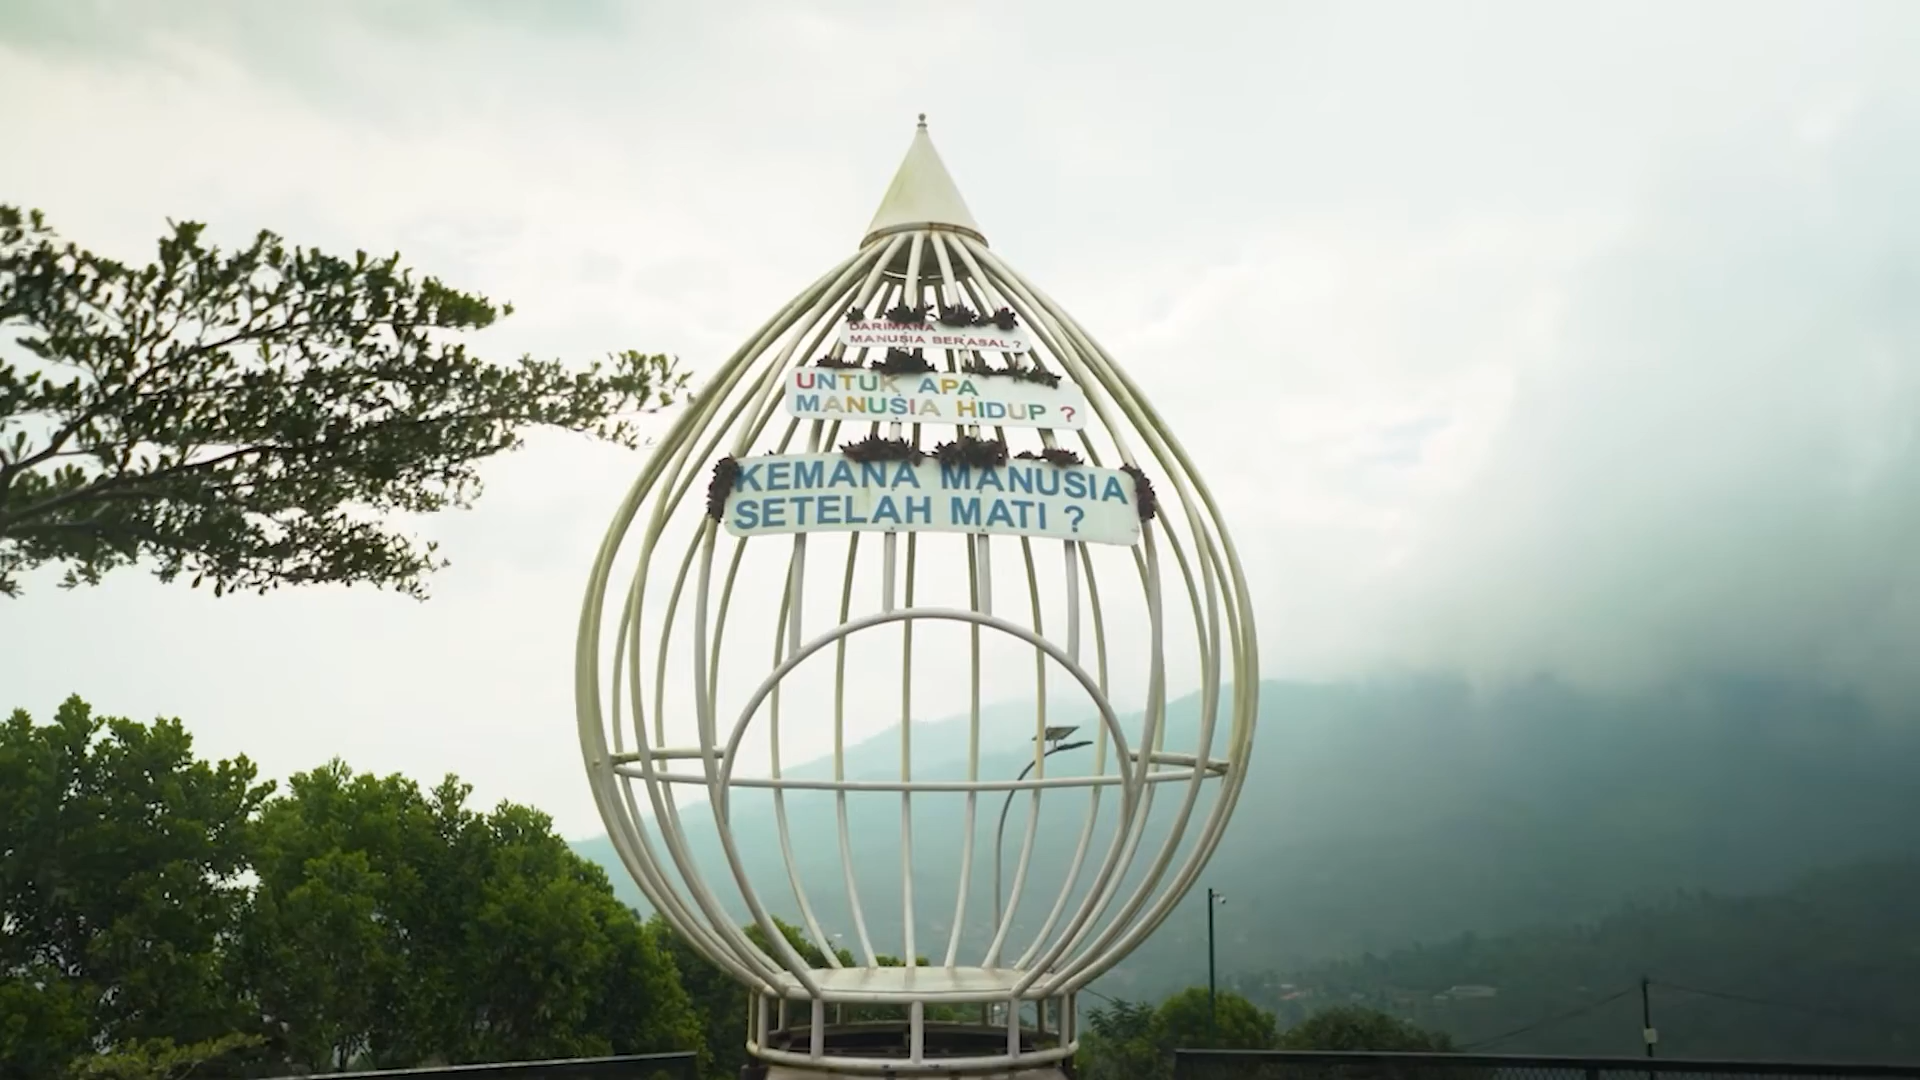 DARIMANA
MANUSIA BERASAL ?
UNTUK APA
MANUSIA HIDUP ?
KEMANA MANUSIA
SETELAH MATI ?